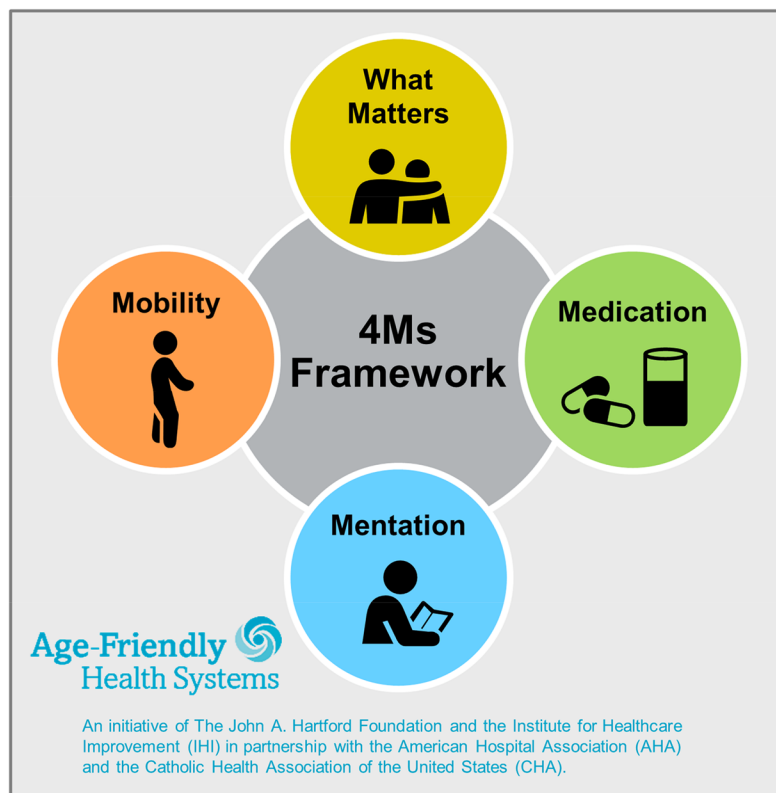 What
Matters
Mobility
4Ms
Framework
Medication
Mentation
Age-Friendly
Health Systems
An initiative of The John A. Hartford Foundation and the Institute for Healthcare
Improvement (IHI) in partnership with the American Hospital Association (AHA)
and the Catholic Health Association of the United States (CHA).